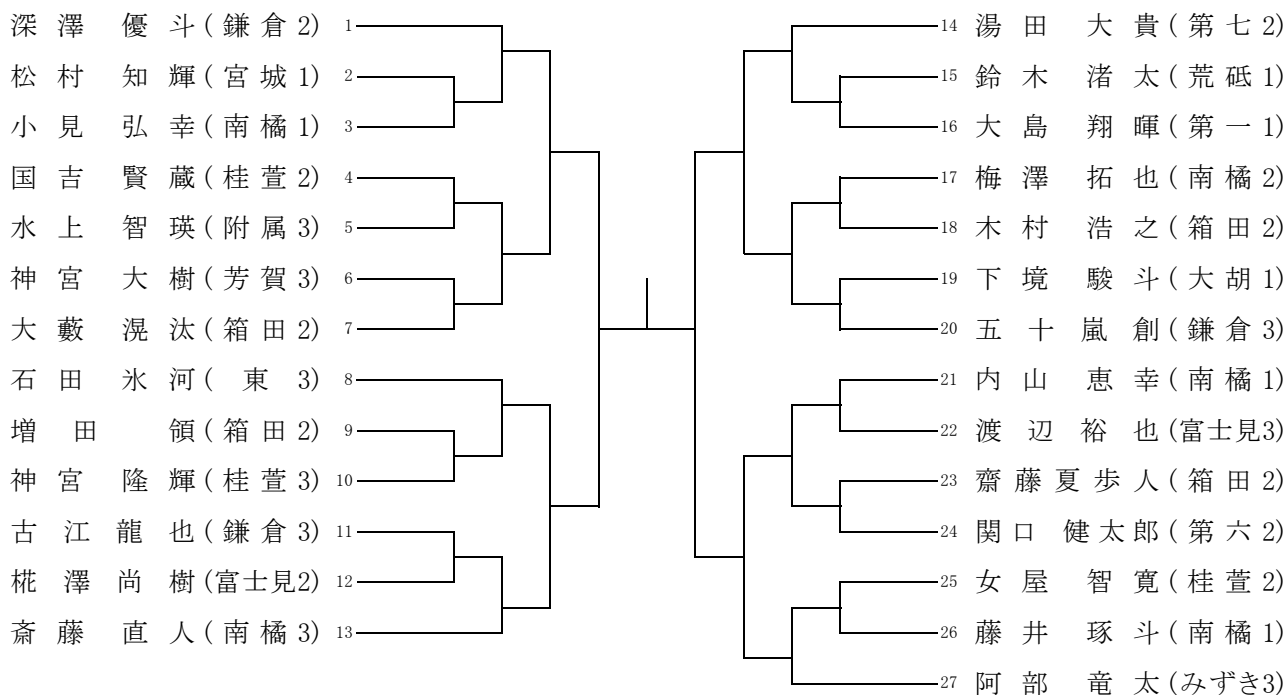 深澤 優斗(鎌倉2) 1
松村 知輝(宮城1) 2
小見 弘幸(南橘1) 3
国吉 賢蔵(桂萱2) 4
水上 智瑛(附属3) 5
神宮 大樹(芳賀3) 6
大藪 滉汰(箱田2) 7
石田 氷河(東3) 8
増田 領(箱田2) 9
神宮 隆輝(桂萱3) 10
古江 龍也(鎌倉3) 11
椛澤 尚樹(富士見2) 12
斎藤 直人(南橘3) 13
14 湯田 大貴(第七2)
15 鈴木 渚太(荒砥1)
16 大島 翔暉(第一1)
17 梅澤 拓也(南橘2)
18 木村 浩之(箱田2)
19 下境 駿斗(大胡1)
20 五十嵐 創(鎌倉3)
21 内山 恵幸(南橘1)
22 渡辺 裕也(富士見3)
23 齋藤 夏歩人(箱田2)
24 関口 健太郎(第六2)
25 女屋 智寛(桂萱2)
26 藤井 琢斗(南橘1)
27 阿部 竜太(みずき3)